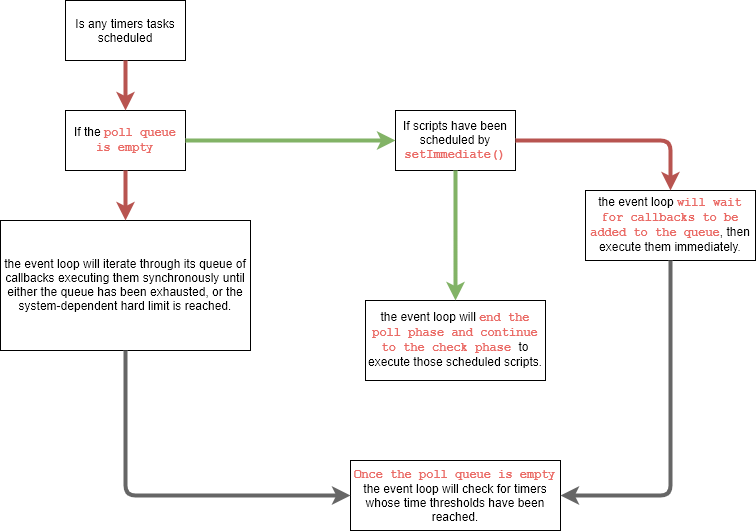 Is any timers tasks
scheduled
If the poll queue
is empty
If scripts have been
scheduled by
setImmediate()
the event loop will wait
for callbacks to be
added to the queue, then
execute them immediately.
the event loop will iterate through its queue of
callbacks executing them synchronously until
either the queue has been exhausted, or the
system-dependent hard limit is reached.
the event loop will end the
poll phase and continue
to the check phase to
execute those scheduled scripts.
Once the poll queue is empty
the event loop will check for timers
whose time thresholds have been
reached.